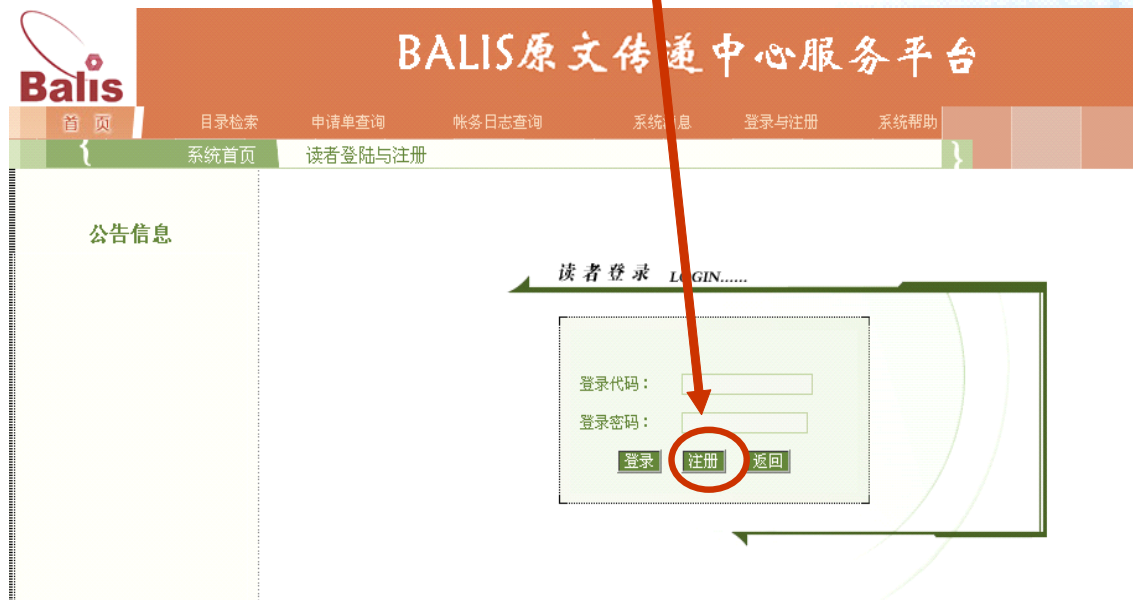 Balis
BALIS原文传递中心服务平台
首页 目录检索 申请单查询 帐务日志查询 系统 息 登录与注册 系统帮助
{ 系统首页 读者登陆与注册 }
公告信息
读者登录 LOGIN......
登录代码：
登录密码：
登录 注册 返回